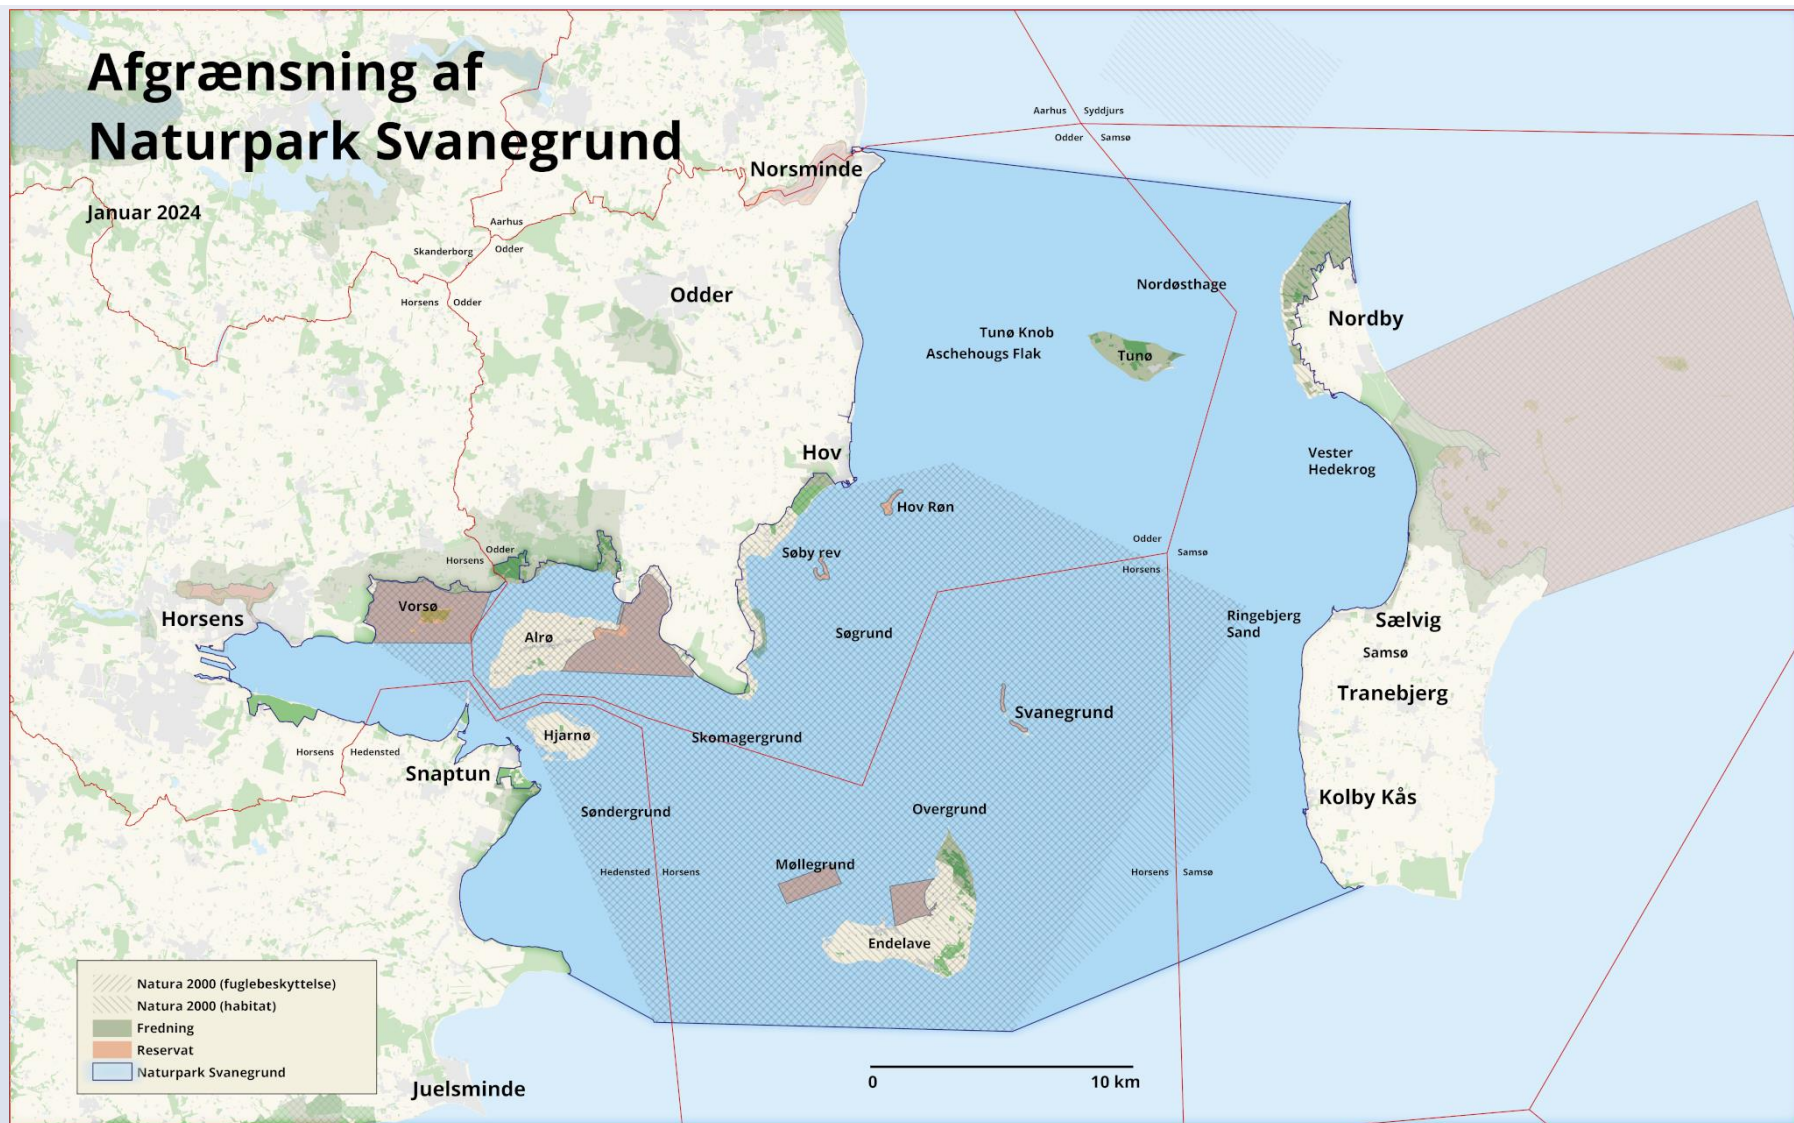 Afgrænsning af
Naturpark Svanegrund
Januar 2024
Aarhus
Syddjurs
Odder
Samsø
Norsminde
Aarhus
Skanderborg
Odder
Horsens
Odder
Odder
Nordøsthage
Nordby
Tunø Knob
Aschehougs Flak
Tunø
Hov
Vester
Hedekrog
Hov Røn
Odder
Samsø
Horsens
Søby rev
Odder
Horsens
Vorsø
Horsens
Alrø
Søgrund
Ringebjerg
Sand
Sælvig
Samsø
Tranebjerg
Svanegrund
Hjarnø
Skomagergrund
Horsens
Hedensted
Snaptun
Kolby Kås
Søndergrund
Overgrund
Møllegrund
Hedensted
Horsens
Horsens
Samsø
Endelave
Natura 2000 (fuglebeskyttelse)
Natura 2000 (habitat)
Fredning
Reservat
Naturpark Svanegrund
Juelsminde
0
10 km